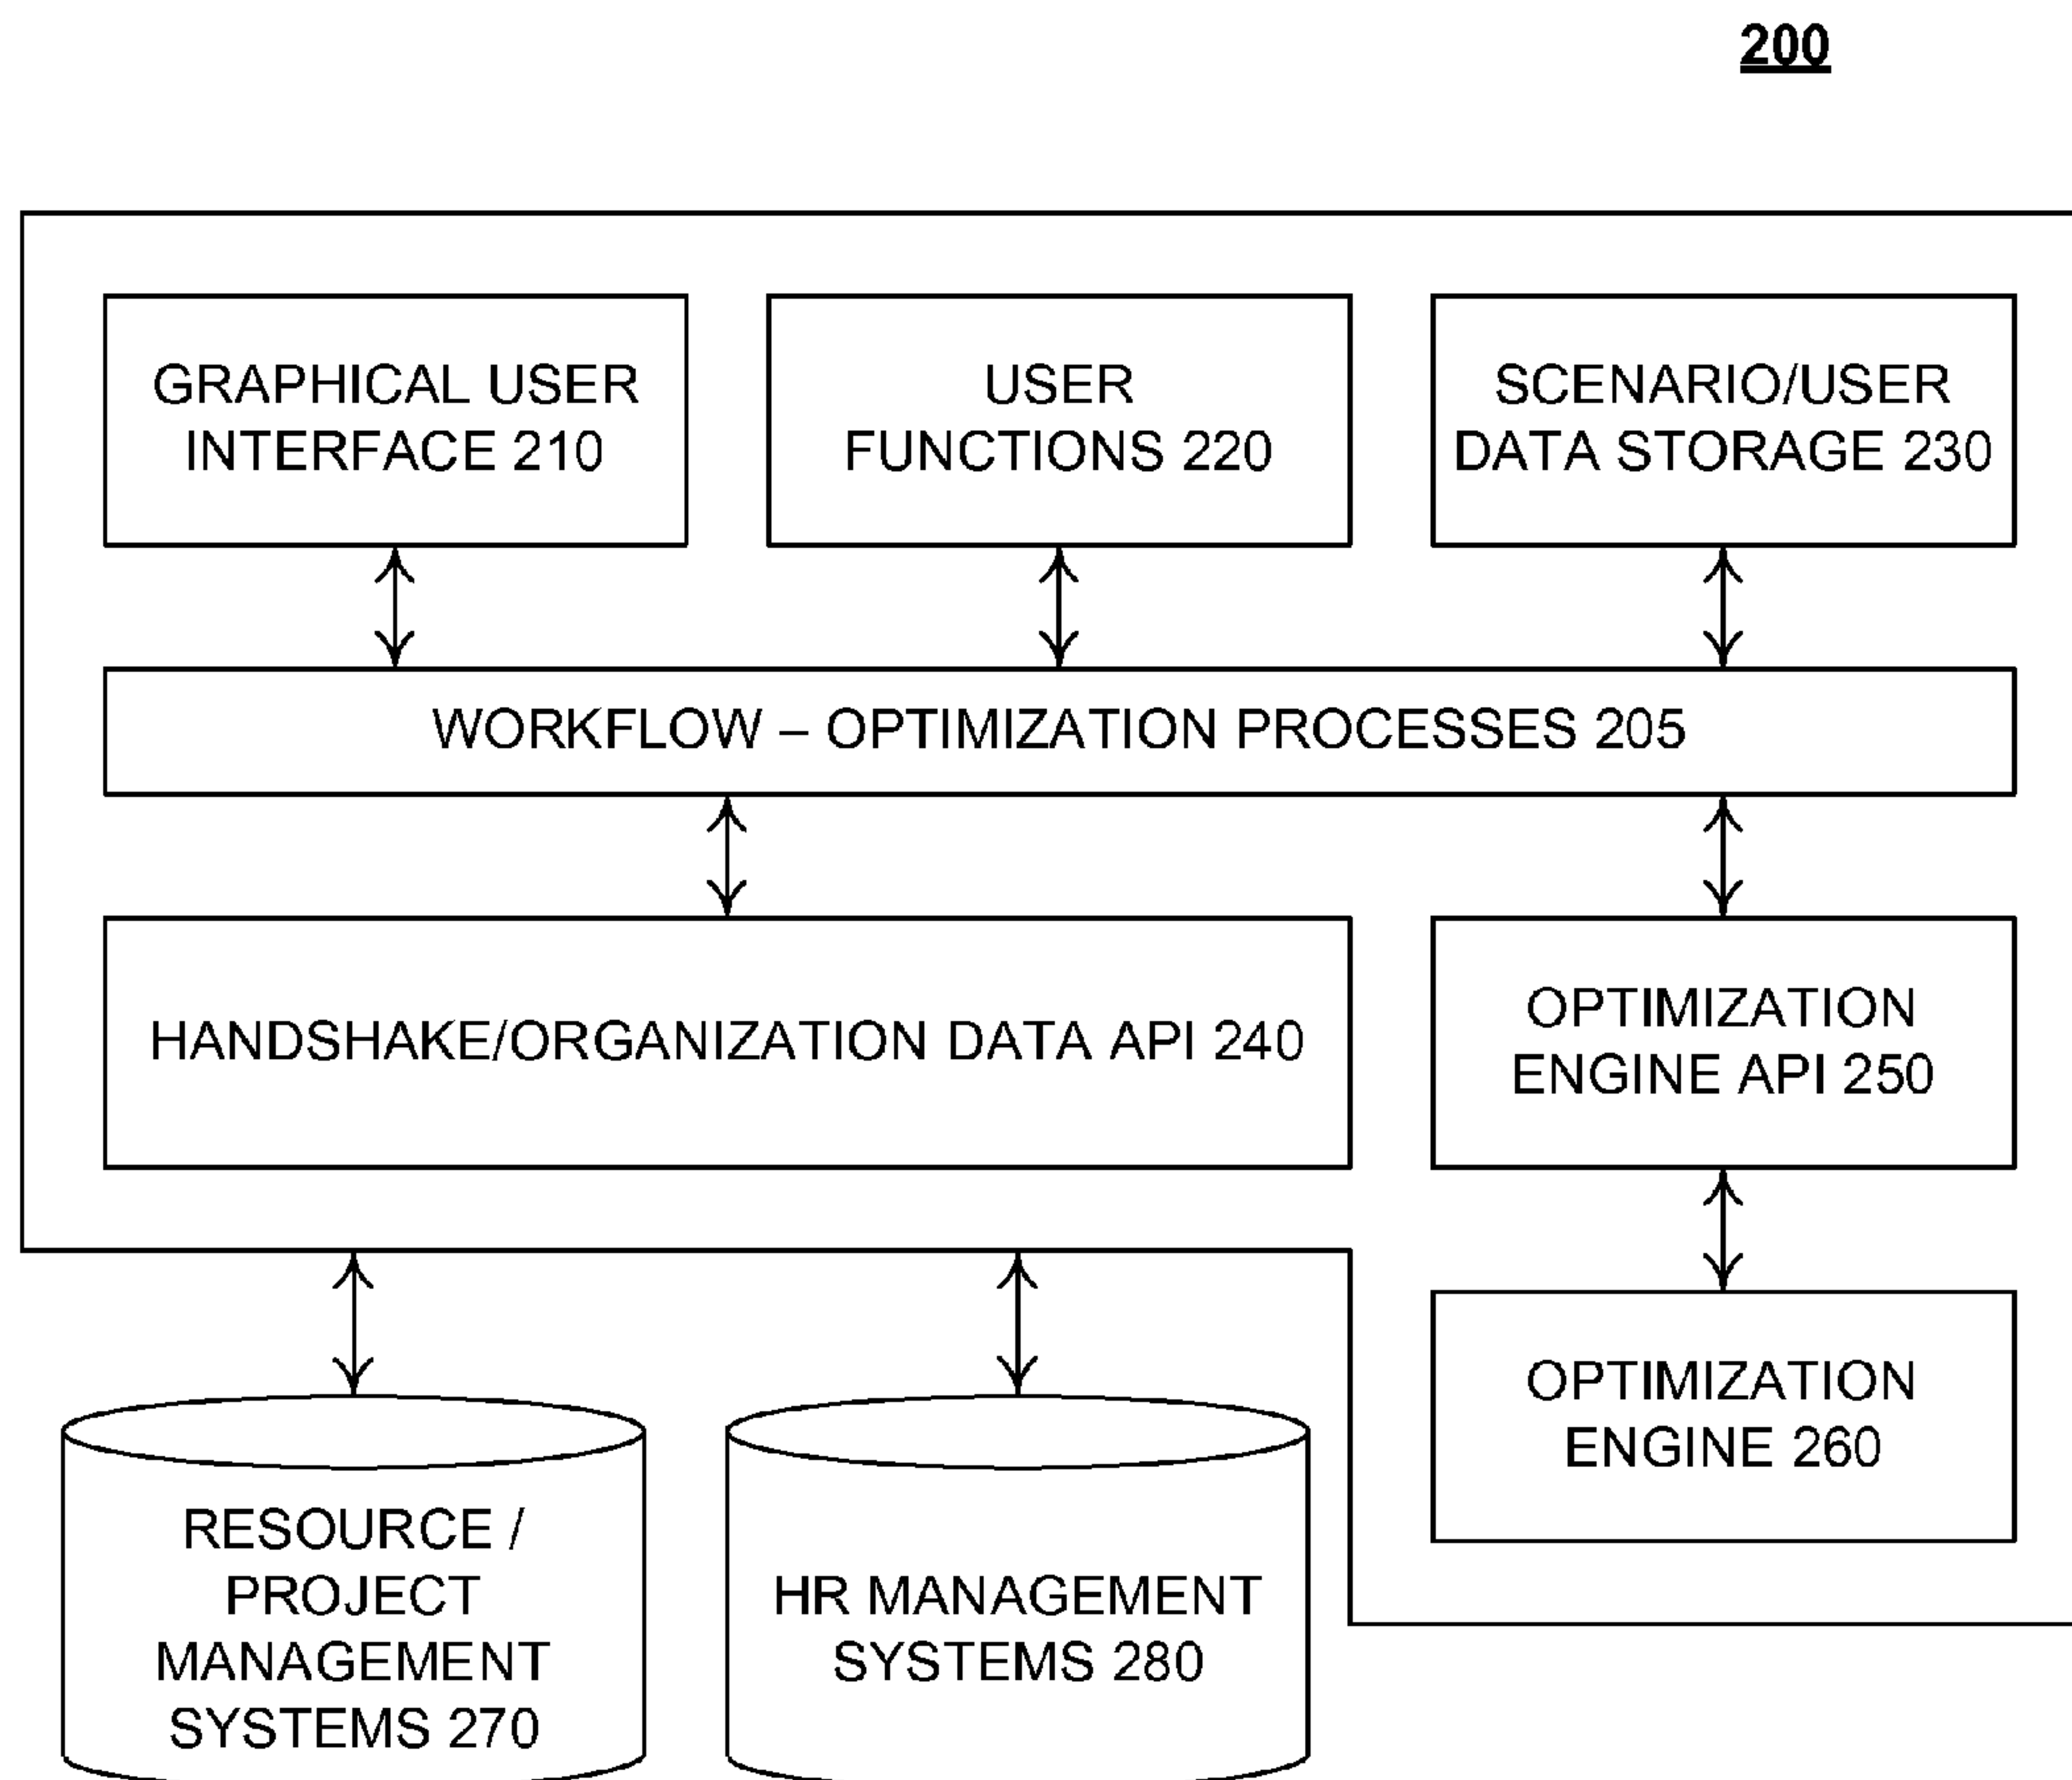 200
GRAPHICAL USER
INTERFACE 210
USER
FUNCTIONS 220
SCENARIO/USER
DATA STORAGE 230
WORKFLOW – OPTIMIZATION PROCESSES 205
HANDSHAKE/ORGANIZATION DATA API 240
OPTIMIZATION
ENGINE API 250
OPTIMIZATION
ENGINE 260
RESOURCE /
PROJECT
MANAGEMENT
SYSTEMS 270
HR MANAGEMENT
SYSTEMS 280